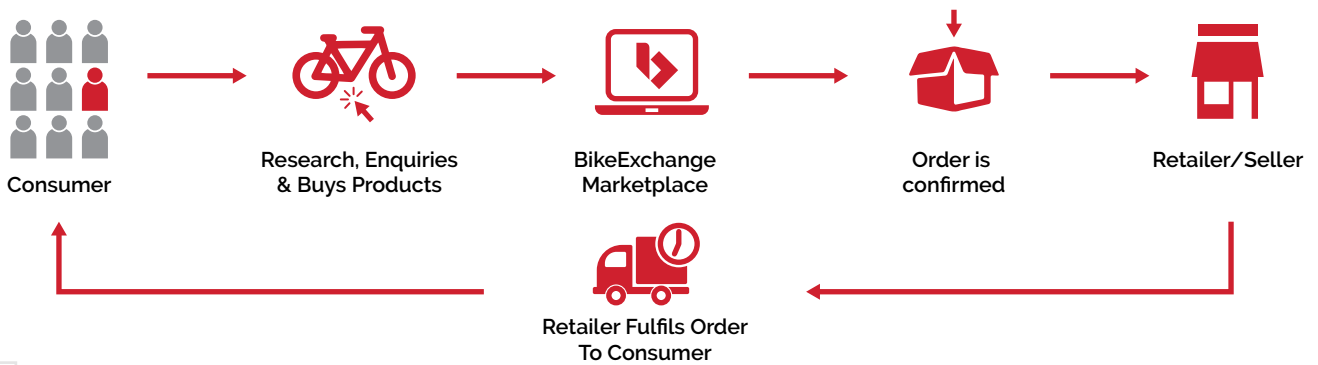 Consumer
Research, Enquiries
& Buys Products
BikeExchange
Marketplace
Order is
confirmed
Retailer/Seller
Retailer Fulfils Order
To Consumer